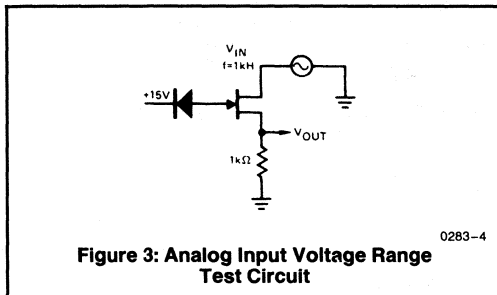 VIN
f=1kH
+15V
VOUT
1kΩ
0283-4
Figure 3: Analog Input Voltage Range
Test Circuit